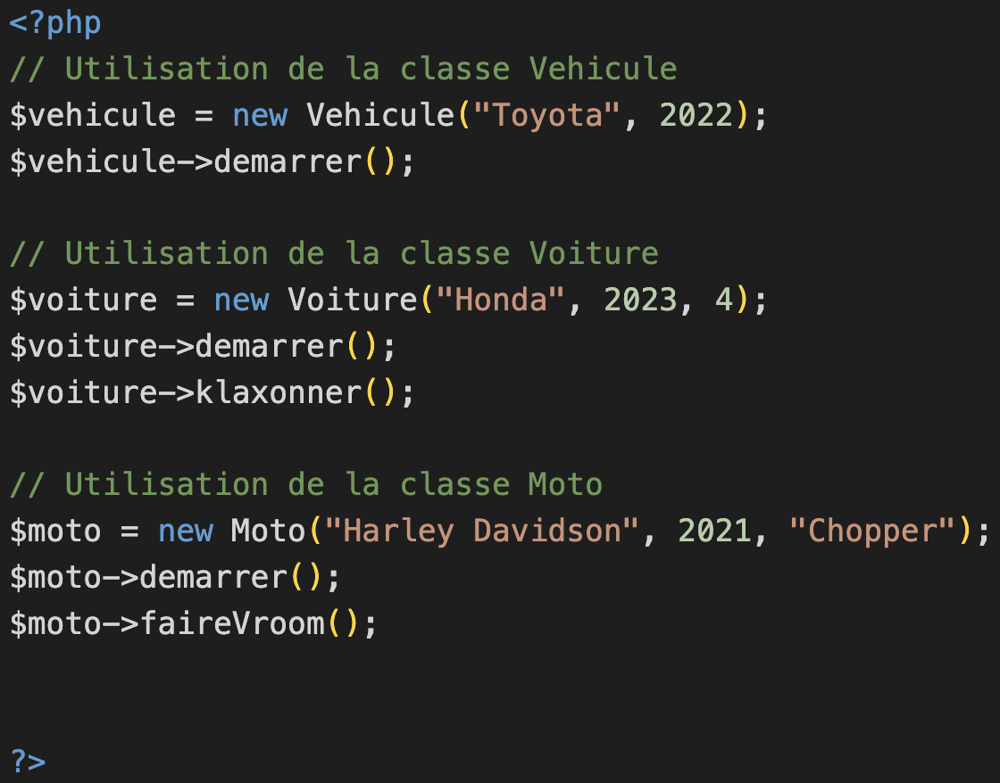 <?php
// Utilisation de la classe Vehicule
$vehicule = new Vehicule("Toyota", 2022);
$vehicule->demarrer();
// Utilisation de la classe Voiture
$voiture = new Voiture("Honda", 2023, 4);
$voiture->demarrer();
$voiture->klaxonner();
// Utilisation de la classe Moto
$moto = new Moto("Harley Davidson", 2021, "Chopper");
$moto->demarrer();
$moto->faireVroom();
?>